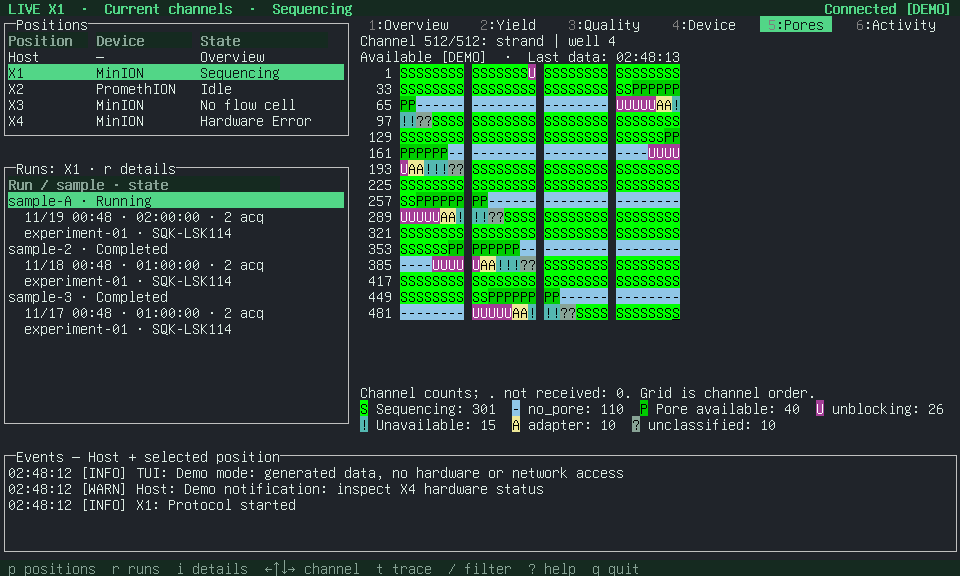 LIVE X1 · Current channels · Sequencing
Connected [DEMO]
Positions
Position Device State
Host — Overview
X1 MinION Sequencing
X2 PromethION Idle
X3 MinION No flow cell
X4 MinION Hardware Error
Runs: X1 · r details
Run / sample · state
sample-A · Running
11/19 00:48 · 02:00:00 · 2 acq
experiment-01 · SQK-LSK114
sample-2 · Completed
11/18 00:48 · 01:00:00 · 2 acq
experiment-01 · SQK-LSK114
sample-3 · Completed
11/17 00:48 · 01:00:00 · 2 acq
experiment-01 · SQK-LSK114
1:Overview 2:Yield 3:Quality 4:Device 5:Pores 6:Activity
Channel 512/512: strand | well 4
Available [DEMO] · Last data: 02:48:13
1 SSSSSSSS SSSSSSSU SSSSSSSS SSSSSSSS
33 SSSSSSSS SSSSSSSS SSSSSSSS SSPPPPPP
65 PP------ -------- -------- UUUUUAA!
97 !!??SSSS SSSSSSSS SSSSSSSS SSSSSSSS
129 SSSSSSSS SSSSSSSS SSSSSSSS SSSSSSPP
161 PPPPPP-- -------- -------- ----UUUU
193 UAA!!!?? SSSSSSSS SSSSSSSS SSSSSSSS
225 SSSSSSSS SSSSSSSS SSSSSSSS SSSSSSSS
257 SSPPPPPP PP------ -------- --------
289 UUUUUAA! !!??SSSS SSSSSSSS SSSSSSSS
321 SSSSSSSS SSSSSSSS SSSSSSSS SSSSSSSS
353 SSSSSSPP PPPPPP-- -------- --------
385 ----UUUU UAA!!!?? SSSSSSSS SSSSSSSS
417 SSSSSSSS SSSSSSSS SSSSSSSS SSSSSSSS
449 SSSSSSSS SSPPPPPP PP------ --------
481 -------- UUUUUAA! !!??SSSS SSSSSSSS
Channel counts; . not received: 0. Grid is channel order.
S Sequencing: 301 - no_pore: 110 P Pore available: 40 U unblocking: 26
! Unavailable: 15 A adapter: 10 ? unclassified: 10
Events — Host + selected position
02:48:12 [INFO] TUI: Demo mode: generated data, no hardware or network access
02:48:12 [WARN] Host: Demo notification: inspect X4 hardware status
02:48:12 [INFO] X1: Protocol started
p positions r runs i details ←↑↓→ channel t trace / filter ? help q quit